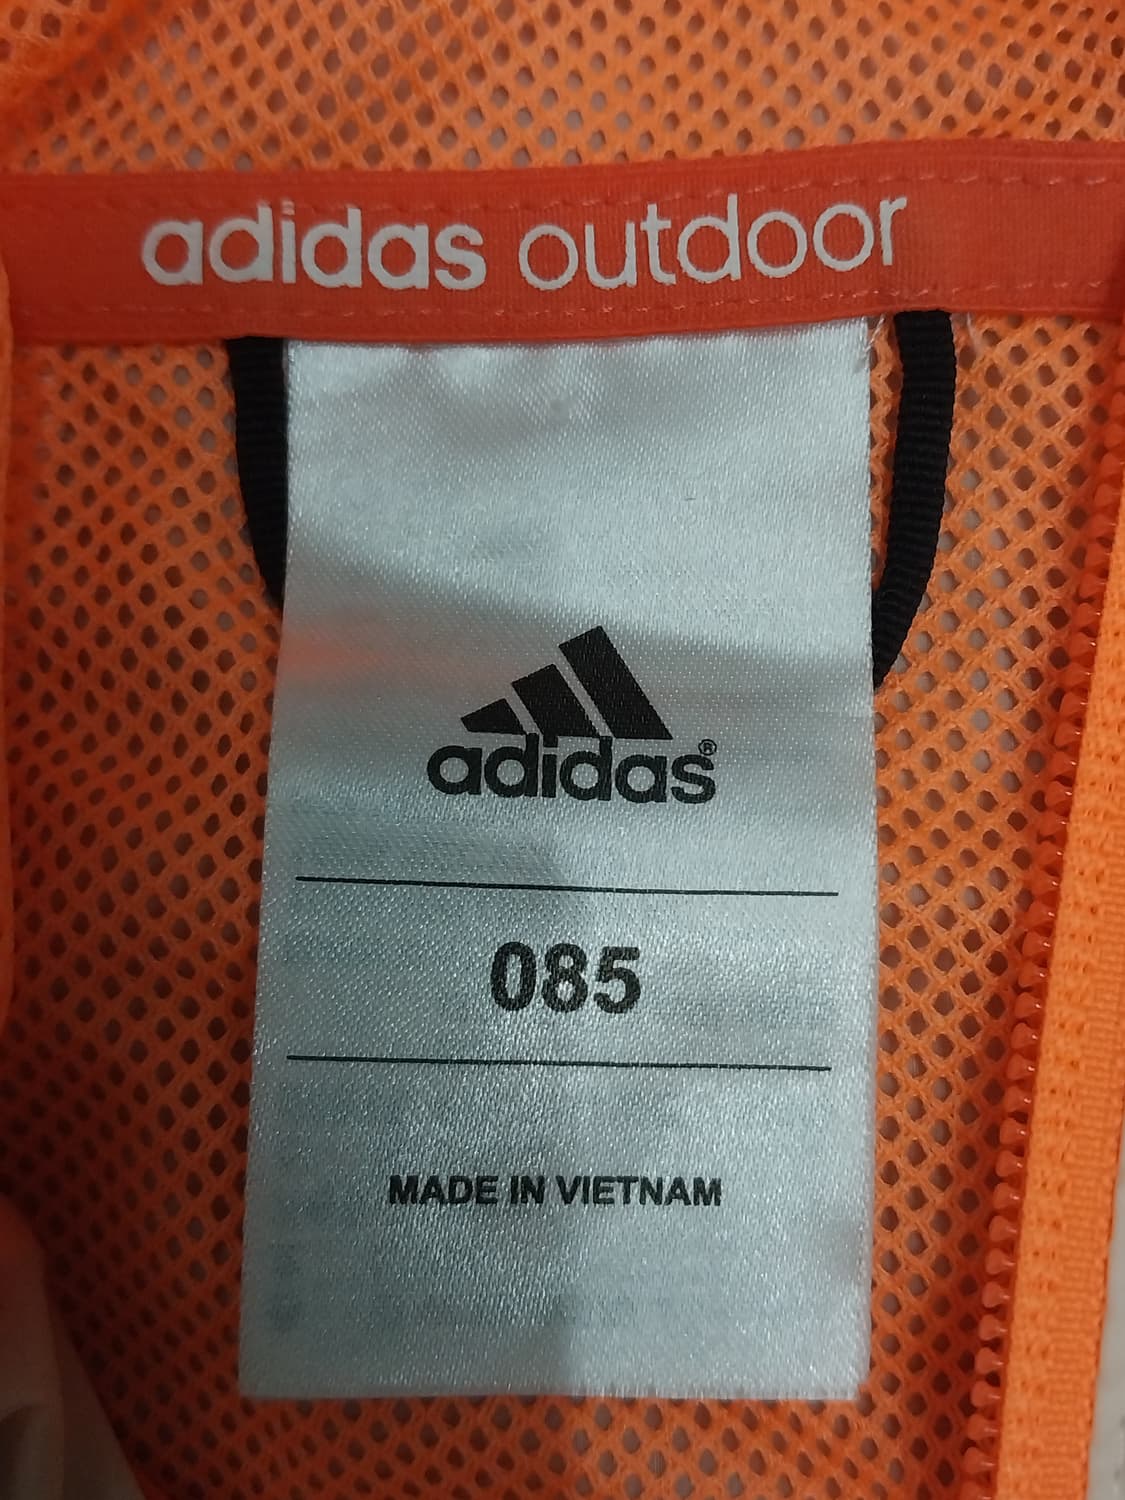 adidas outdoor
adidas®
085
MADE IN VIETNAM